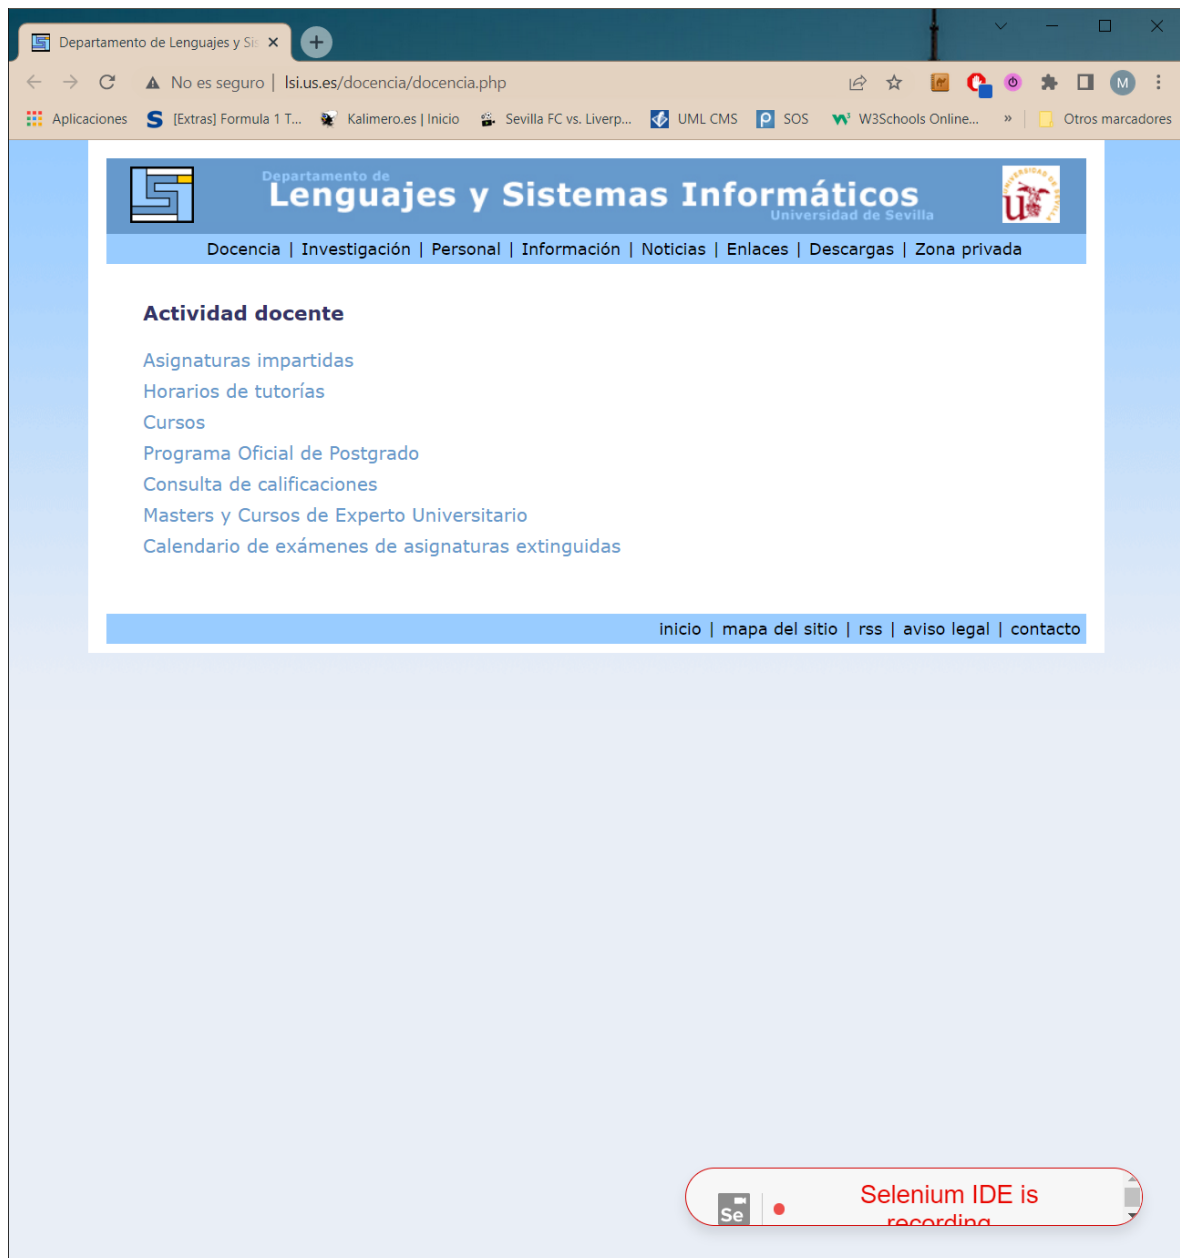 Departamento de Lenguajes y Sis
No es seguro | lsi.us.es/docencia/docencia.php
M
Aplicaciones [Extras] Formula 1 T... Kalimero.es | Inicio Sevilla FC vs. Liverp... UML CMS SOS W3Schools Online... » Otros marcadores
Departamento de
Lenguajes y Sistemas Informáticos
Universidad de Sevilla
Docencia | Investigación | Personal | Información | Noticias | Enlaces | Descargas | Zona privada
Actividad docente
Asignaturas impartidas
Horarios de tutorías
Cursos
Programa Oficial de Postgrado
Consulta de calificaciones
Masters y Cursos de Experto Universitario
Calendario de exámenes de asignaturas extinguidas
inicio | mapa del sitio | rss | aviso legal | contacto
Se
Selenium IDE is
recording